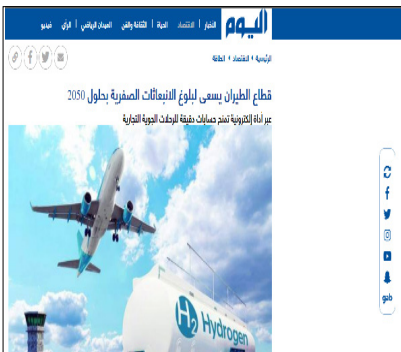 اليوم
الأخبار | الاقتصاد | الحياة | الثقافة والفن | الميدان الرياضي | الرأي | فيديو
الرئيسية • الاقتصاد • الطاقة
قطاع الطيران يسعى لبلوغ الانبعاثات الصفرية بحلول 2050
عبر أداة إلكترونية تمنح حسابات دقيقة للرحلات الجوية التجارية
H2 Hydrogen